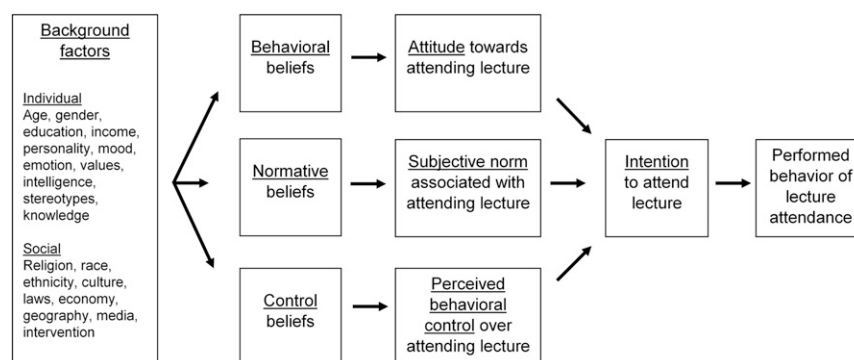 Background
factors
Individual
Age, gender,
education, income,
personality, mood,
emotion, values,
intelligence,
stereotypes,
knowledge
Social
Religion, race,
ethnicity, culture,
laws, economy,
geography, media,
intervention
Behavioral
beliefs
Attitude towards
attending lecture
Normative
beliefs
Subjective norm
associated with
attending lecture
Control
beliefs
Perceived
behavioral
control over
attending lecture
Intention
to attend
lecture
Performed
behavior of
lecture
attendance